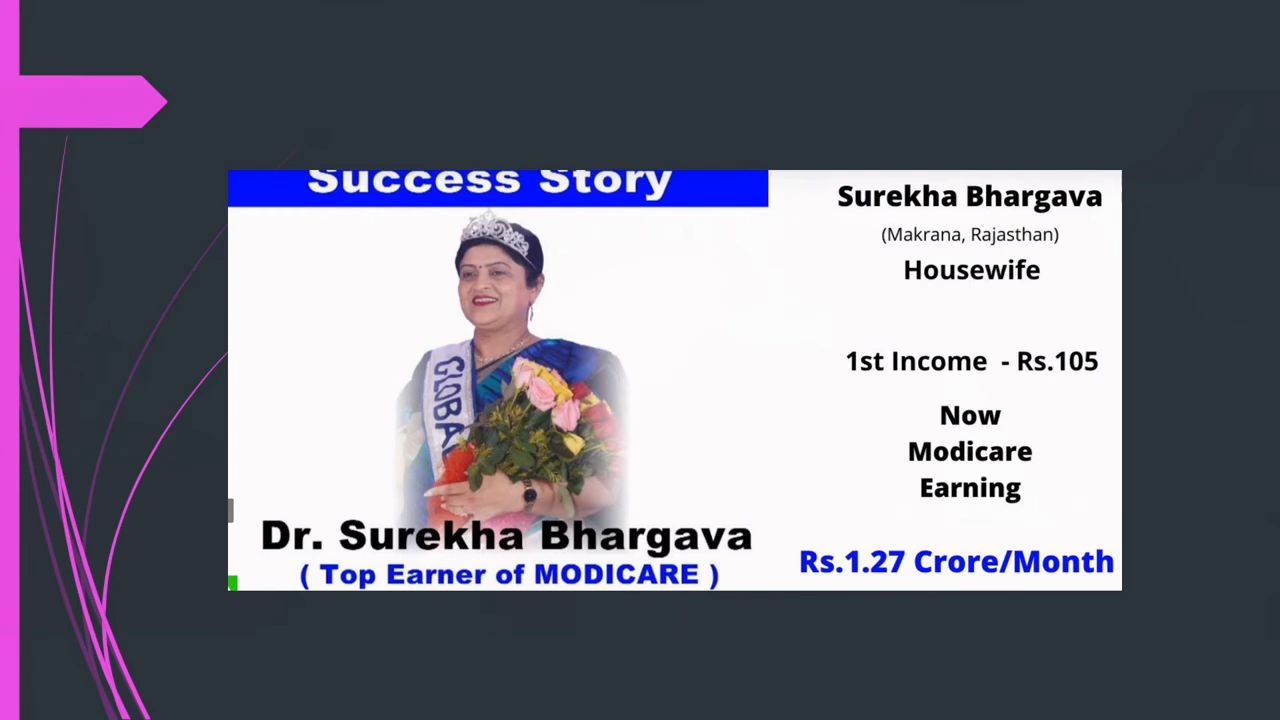 Success Story
GLOBAL
Dr. Surekha Bhargava
( Top Earner of MODICARE )
Surekha Bhargava
(Makrana, Rajasthan)
Housewife
1st Income - Rs.105
Now
Modicare
Earning
Rs.1.27 Crore/Month